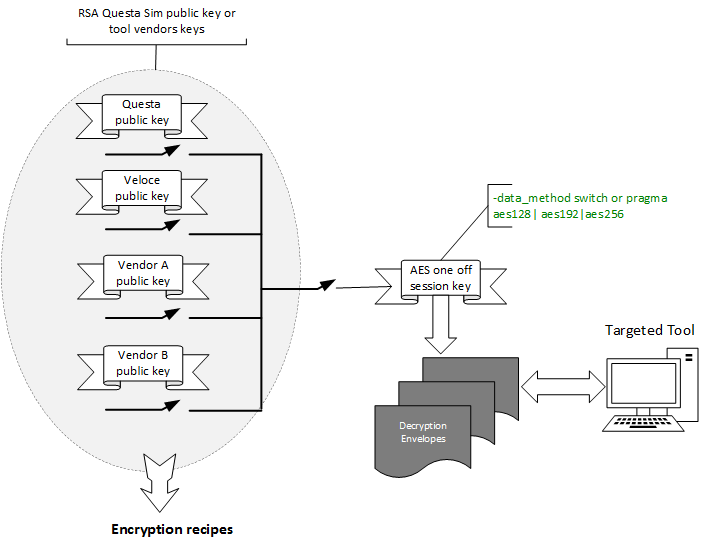 RSA Questa Sim public key or
tool vendors keys
Questa
public key
Veloce
public key
-data_method switch or pragma
aes128| aes192|aes256
Vendor A
public key
AES one off
session key
Targeted Tool
Vendor B
public key
Decryption
Envelopes
Encryption recipes